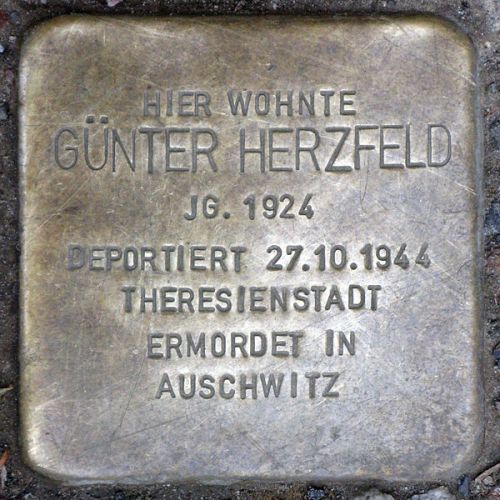 HIER WOHNTE
GÜNTER HERZFELD
JG. 1924
DEPORTIERT 27.10.1944
THERESIENSTADT
ERMORDET IN
AUSCHWITZ